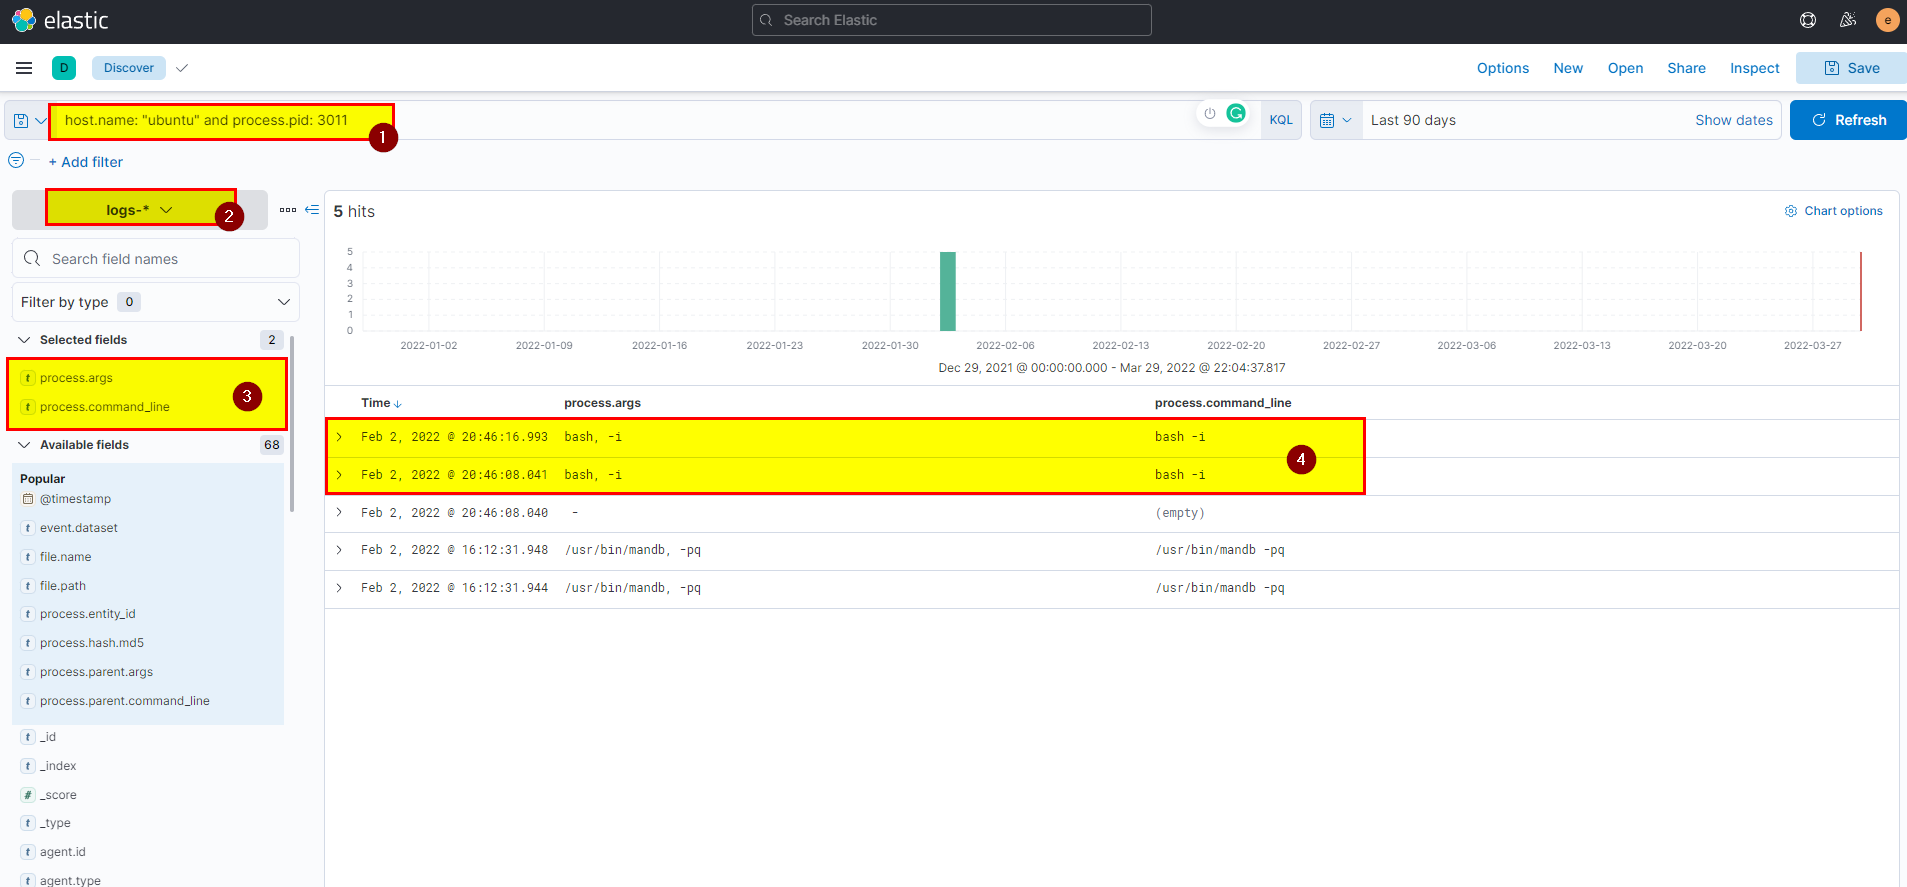 elastic
Search Elastic
e
D
Discover
Options
New
Open
Share
Inspect
Save
host.name: "ubuntu" and process.pid: 3011
1
KQL
Last 90 days
Show dates
Refresh
+ Add filter
logs-*
2
5 hits
Chart options
Search field names
Filter by type 0
Selected fields 2
process.args
process.command_line
3
Available fields 68
Popular
@timestamp
event.dataset
file.name
file.path
process.entity_id
process.hash.md5
process.parent.args
process.parent.command_line
_id
_index
_score
_type
agent.id
agent.type
5
4
3
2
1
0
2022-01-02 2022-01-09 2022-01-16 2022-01-23 2022-01-30 2022-02-06 2022-02-13 2022-02-20 2022-02-27 2022-03-06 2022-03-13 2022-03-20 2022-03-27
Dec 29, 2021 @ 00:00:00.000 - Mar 29, 2022 @ 22:04:37.817
Time process.args process.command_line
Feb 2, 2022 @ 20:46:16.993 bash, -i bash -i
Feb 2, 2022 @ 20:46:08.041 bash, -i bash -i
4
Feb 2, 2022 @ 20:46:08.040 - (empty)
Feb 2, 2022 @ 16:12:31.948 /usr/bin/mandb, -pq /usr/bin/mandb -pq
Feb 2, 2022 @ 16:12:31.944 /usr/bin/mandb, -pq /usr/bin/mandb -pq